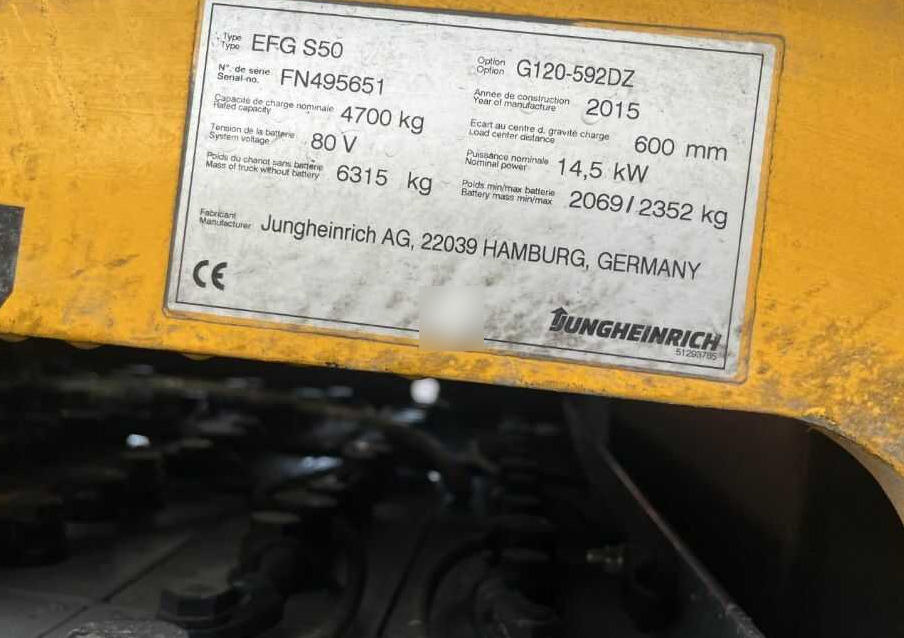 Type
Type EFG S50
Option
Option G120-592DZ
N°. de série
Serial-no. FN495651
Année de construction
Year of manufacture 2015
Capacité de charge nominale
Rated capacity 4700 kg
Ecart au centre d. gravité charge
Load center distance 600 mm
Tension de la batterie
System voltage 80 V
Puissance nominale
Nominal power 14,5 kW
Poids du chariot sans batterie
Mass of truck without battery 6315 kg
Poids min/max batterie
Battery mass min/max 2069/2352 kg
Fabricant
Manufacturer Jungheinrich AG, 22039 HAMBURG, GERMANY
CE
JUNGHEINRICH
51293785